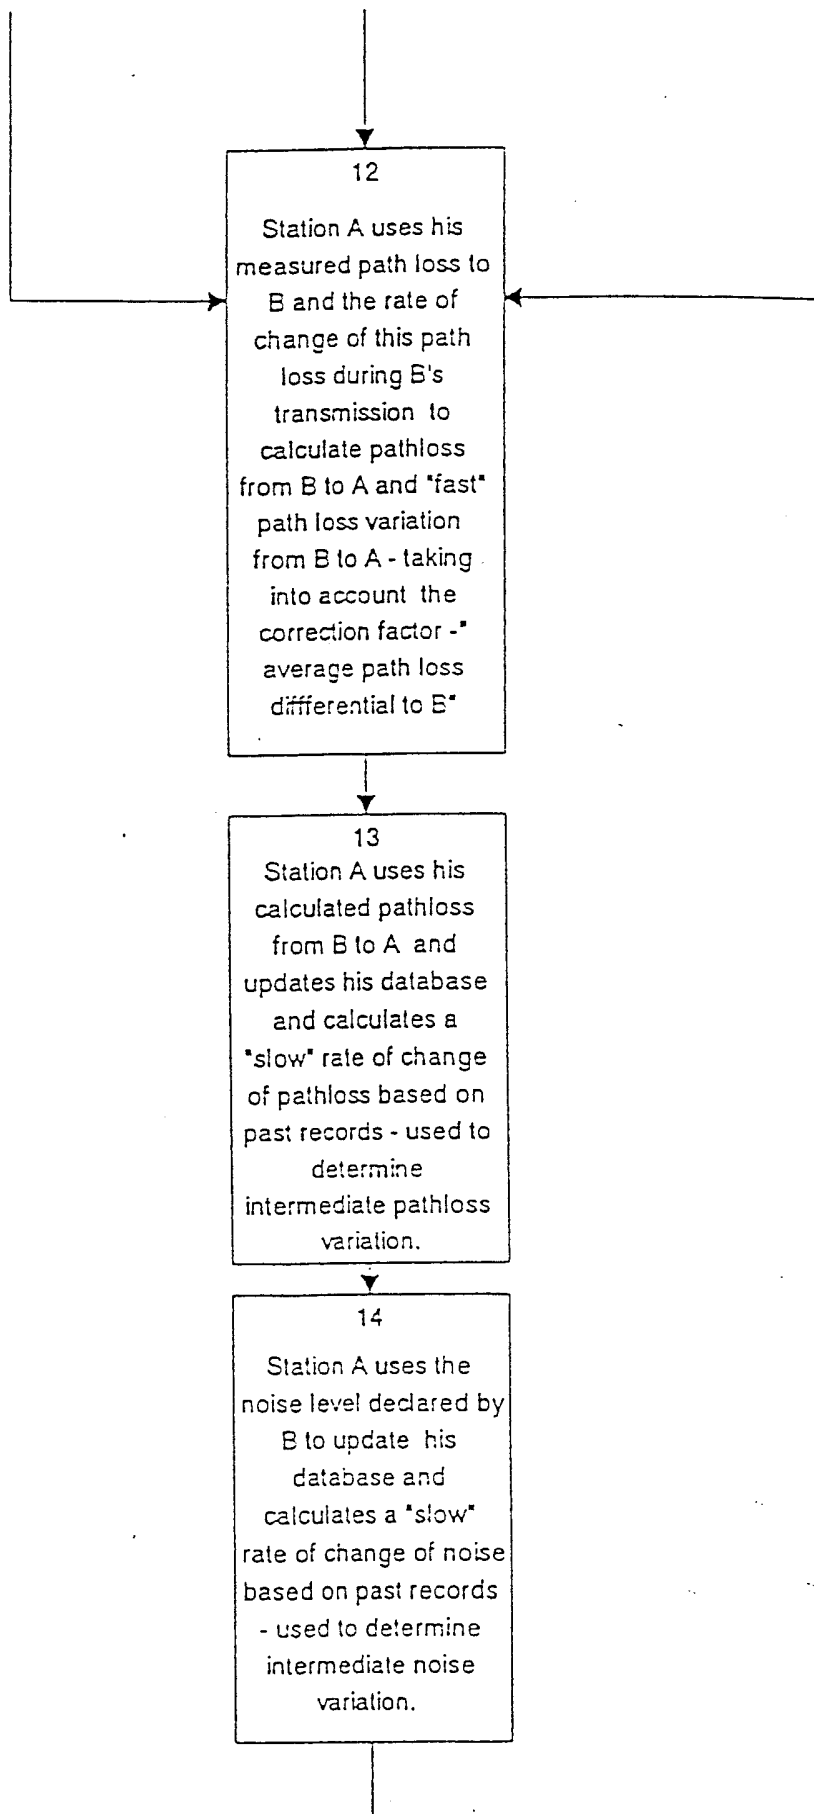 12
Station A uses his
measured path loss to
B and the rate of
change of this path
loss during B's
transmission to
calculate pathloss
from B to A and "fast"
path loss variation
from B to A - taking
into account the
correction factor -"
average path loss
diffferential to B"
13
Station A uses his
calculated pathloss
from B to A and
updates his database
and calculates a
"slow" rate of change
of pathloss based on
past records - used to
determine
intermediate pathloss
variation.
14
Station A uses the
noise level declared by
B to update his
database and
calculates a "slow"
rate of change of noise
based on past records
- used to determine
intermediate noise
variation.